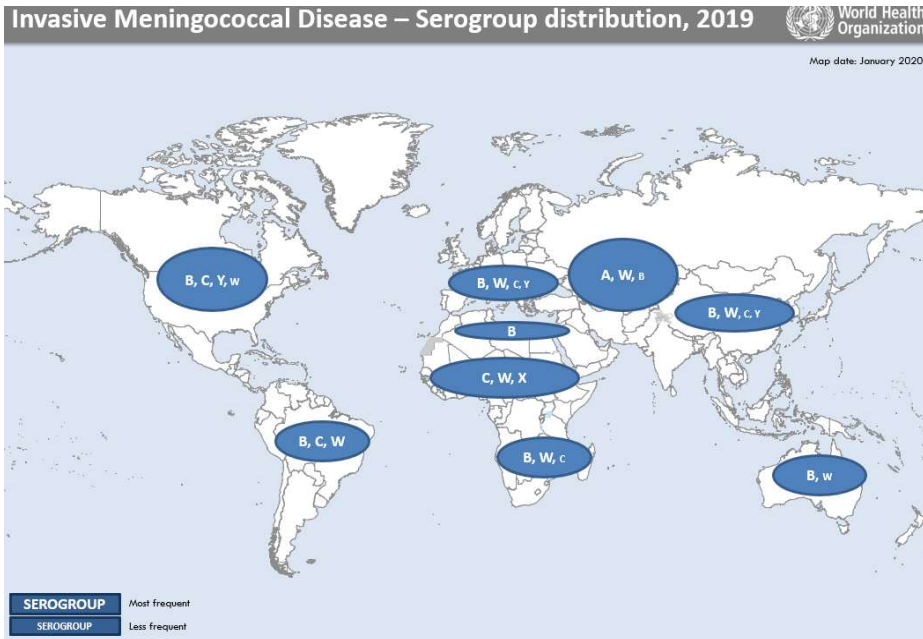 Invasive Meningococcal Disease – Serogroup distribution, 2019
World Health
Organization
Map date: January 2020
B, C, Y, W
B, W, C, Y
A, W, B
B, W, C, Y
B
C, W, X
B, C, W
B, W, C
B, W
SEROGROUP Most frequent
SEROGROUP Less frequent